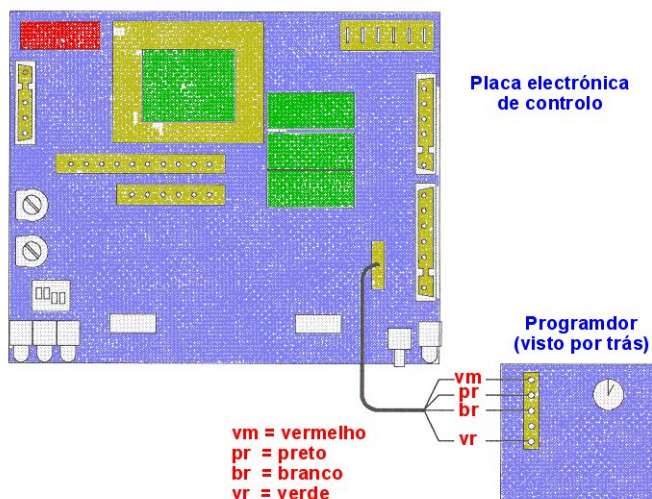 Placa electrónica
de controlo
Programdor
(visto por trás)
vm
pr
br
vr
vm = vermelho
pr = preto
br = branco
vr = verde